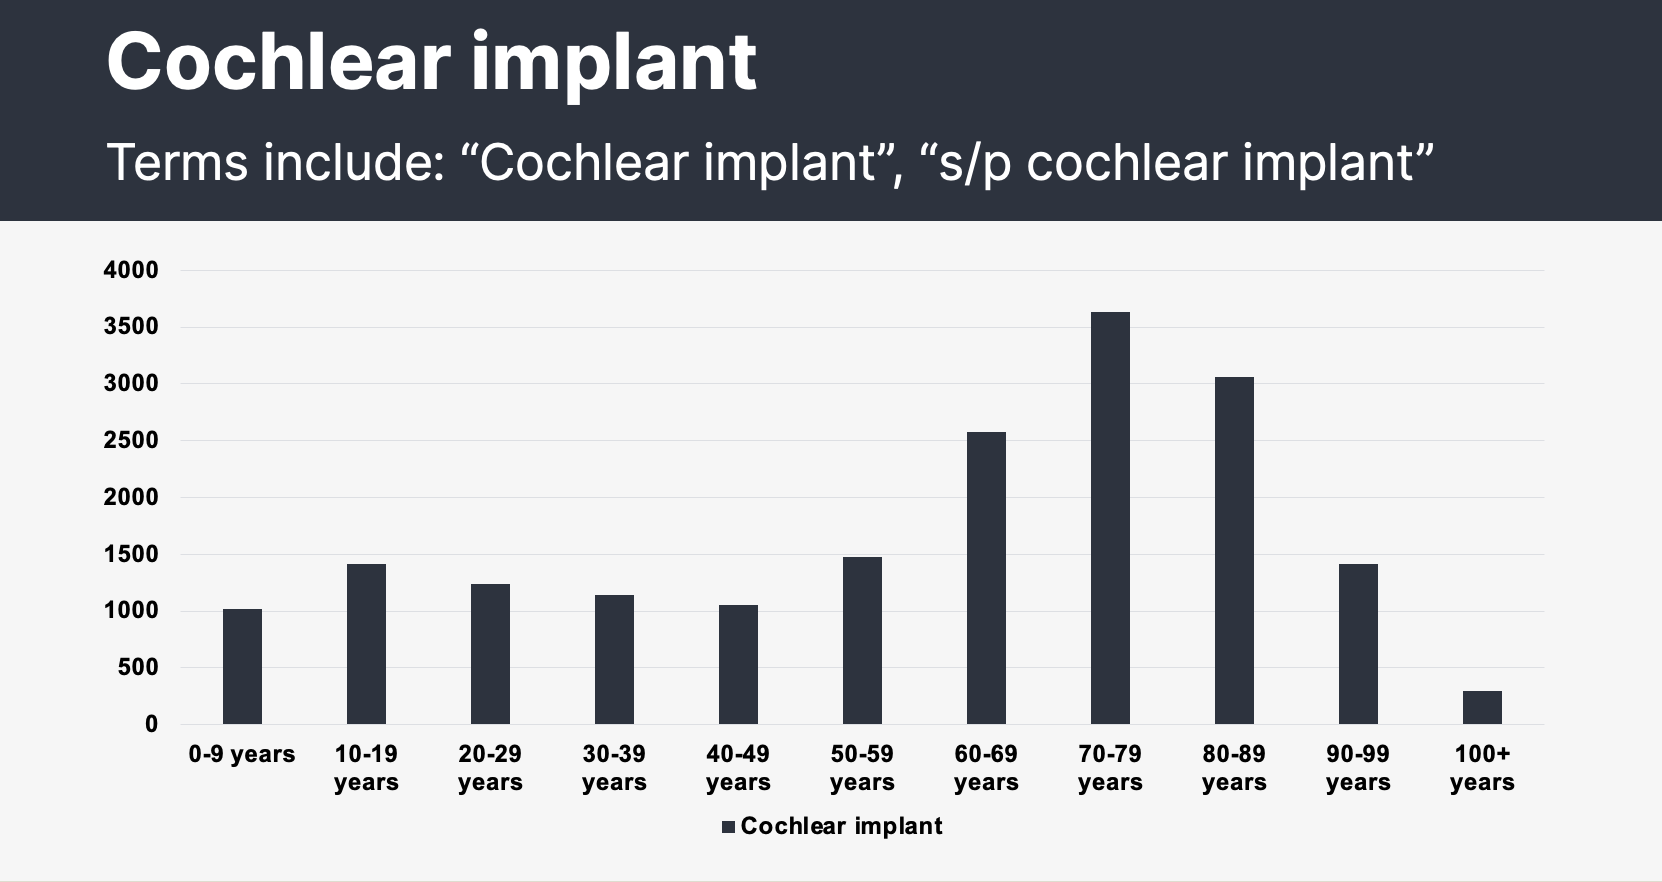 Cochlear implant
Terms include: “Cochlear implant”, “s/p cochlear implant”
4000
3500
3000
2500
2000
1500
1000
500
0
0-9 years
10-19
years
20-29
years
30-39
years
40-49
years
50-59
years
60-69
years
70-79
years
80-89
years
90-99
years
100+
years
Cochlear implant